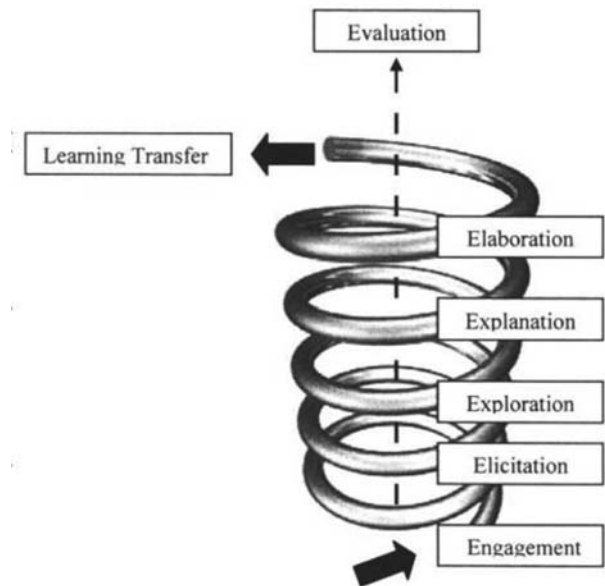 Evaluation
Learning Transfer
Elaboration
Explanation
Exploration
Elicitation
Engagement